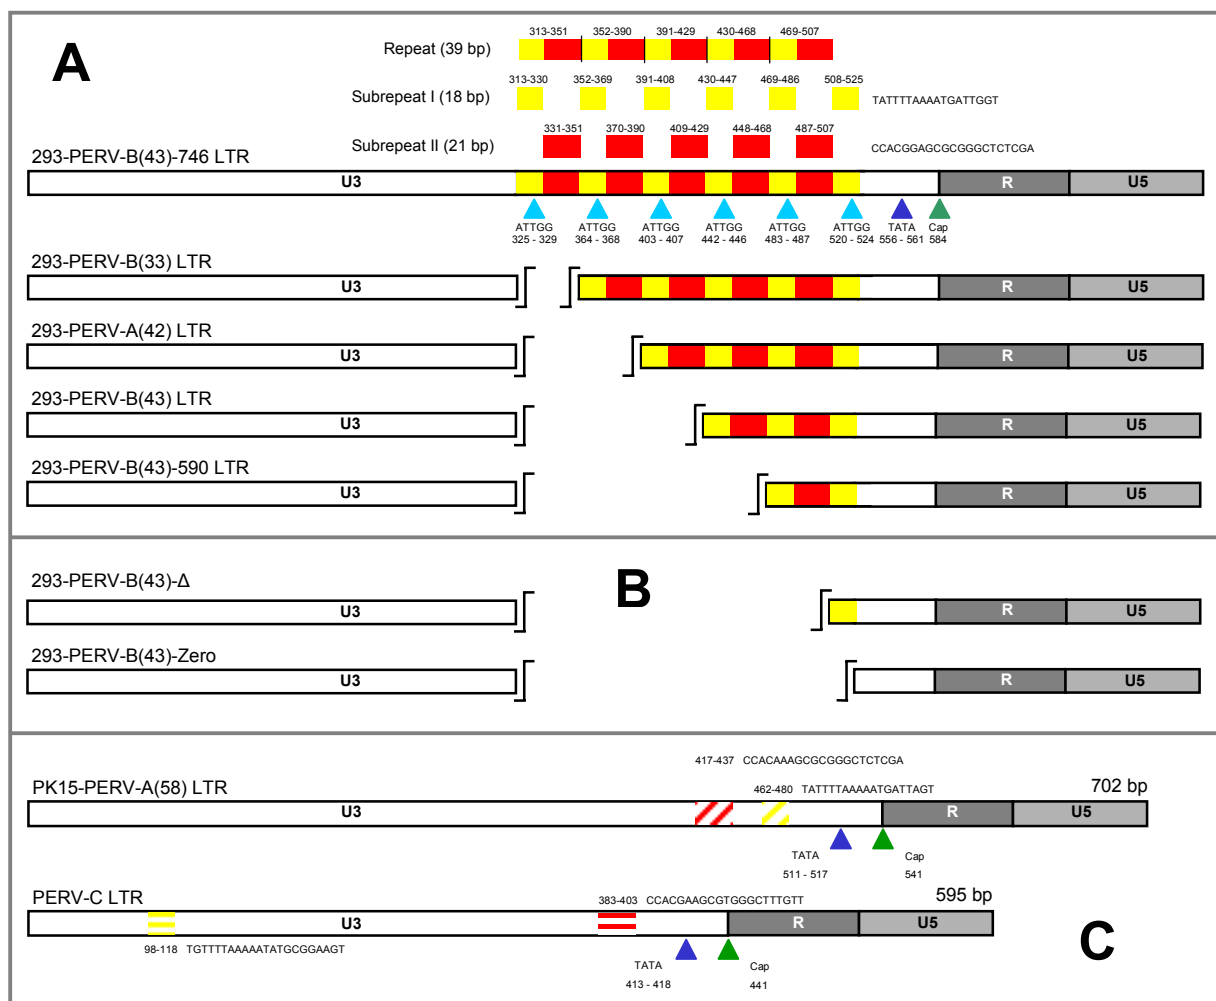 A
313-351 352-390 391-429 430-468 469-507
Repeat (39 bp)
313-330 352-369 391-408 430-447 469-486 508-525
Subrepeat I (18 bp) TATTTTAAAATGATTGGT
331-351 370-390 409-429 448-468 487-507
Subrepeat II (21 bp) CCACGGAGCGCGGGCTCTCGA
293-PERV-B(43)-746 LTR
U3 R U5
ATTGG ATTGG ATTGG ATTGG ATTGG ATTGG TATA Cap
325 - 329 364 - 368 403 - 407 442 - 446 483 - 487 520 - 524 556 - 561 584
293-PERV-B(33) LTR
U3 R U5
293-PERV-A(42) LTR
U3 R U5
293-PERV-B(43) LTR
U3 R U5
293-PERV-B(43)-590 LTR
U3 R U5
B
293-PERV-B(43)-Δ
U3 R U5
293-PERV-B(43)-Zero
U3 R U5
417-437 CCACAAAGCGCGGGCTCTCGA
PK15-PERV-A(58) LTR 462-480 TATTTTAAAAATGATTAGT 702 bp
U3 R U5
TATA Cap
511 - 517 541
PERV-C LTR 383-403 CCACGAAGCGTGGGCTTTGTT 595 bp
U3 R U5
98-118 TGTTTTAAAAATATGCGGAAGT
TATA Cap
413 - 418 441
C